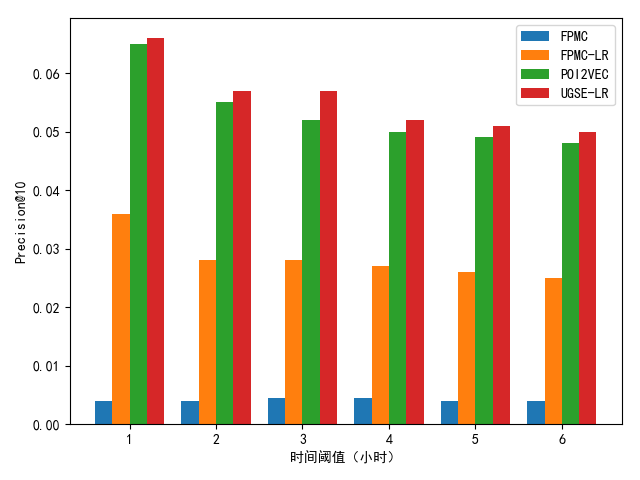 FPMC
FPMC-LR
POI2VEC
UGSE-LR
Precision@10
0.06
0.05
0.04
0.03
0.02
0.01
0.00
1 2 3 4 5 6
时间阈值（小时）